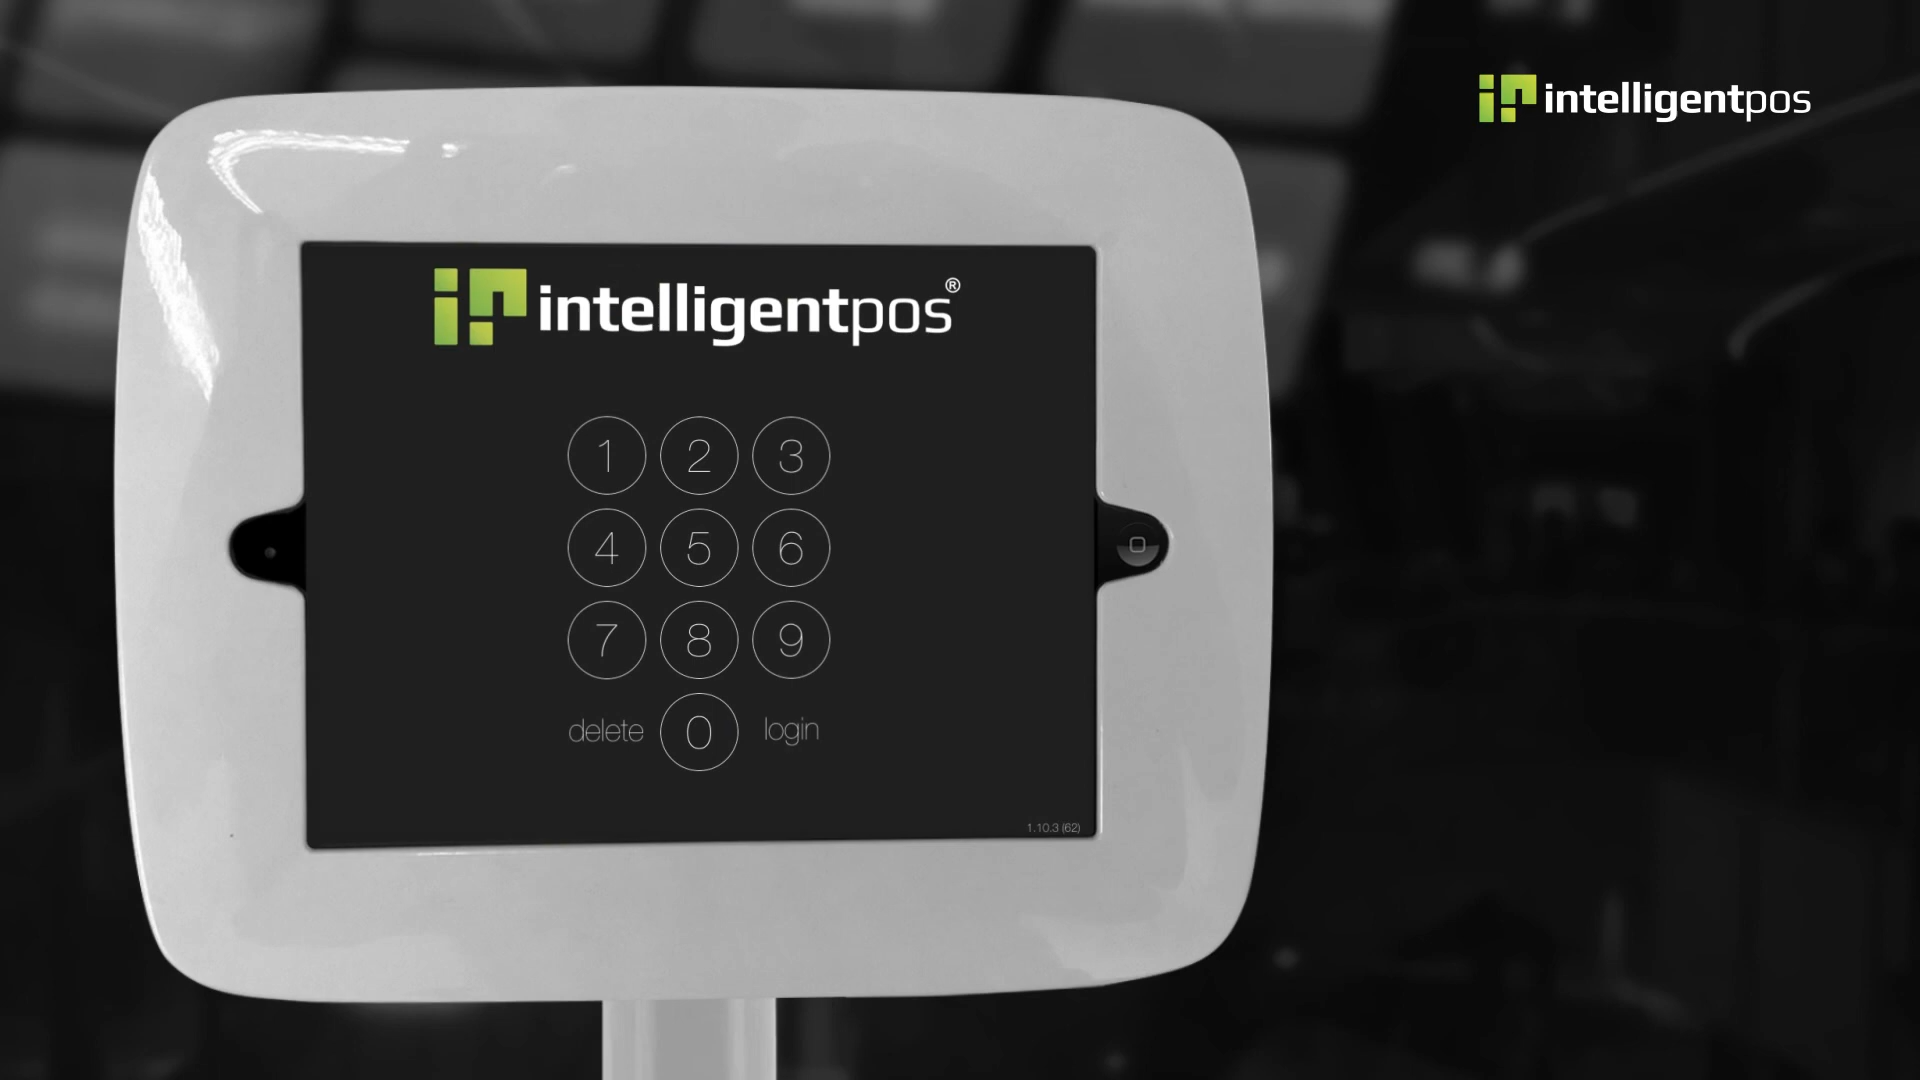 intelligentpos
intelligentpos®
1 2 3
4 5 6
7 8 9
delete 0 login
1.10.3 (62)